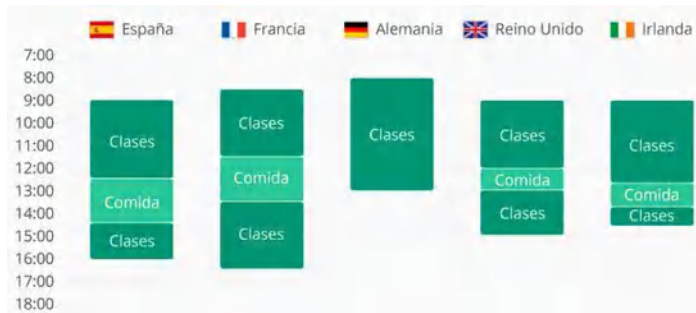 España Francia Alemania Reino Unido Irlanda
7:00
8:00
9:00
10:00
11:00
12:00
13:00
14:00
15:00
16:00
17:00
18:00
Clases
Comida
Clases
Clases
Comida
Clases
Clases
Clases
Comida
Clases
Clases
Comida
Clases